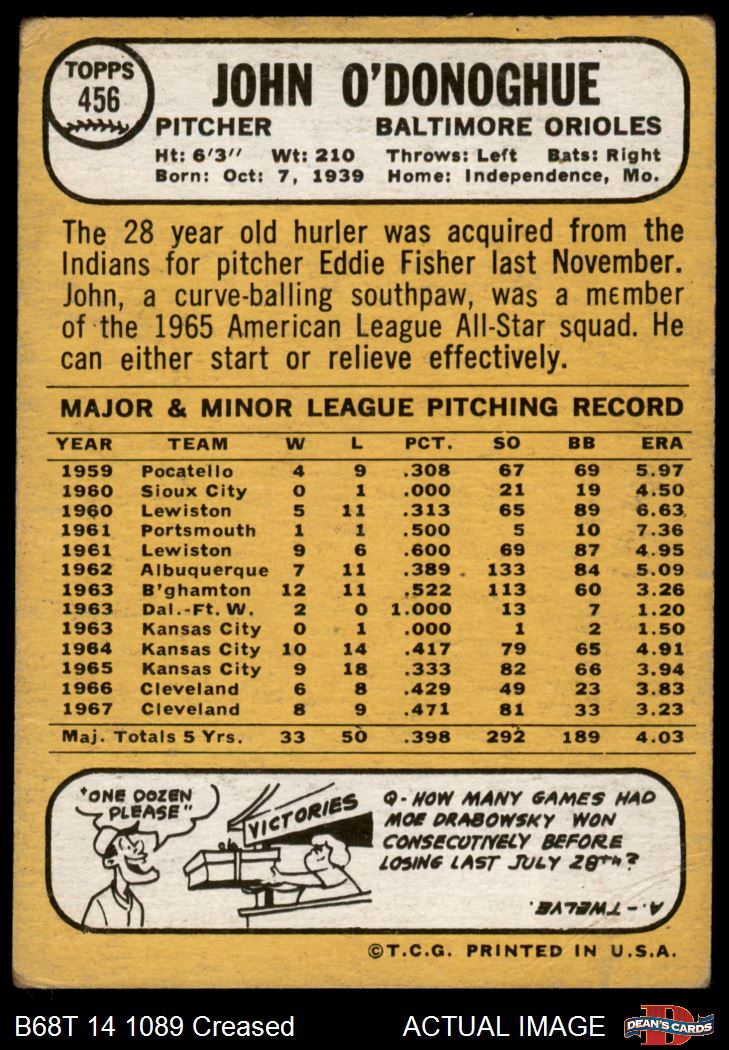 TOPPS
456
JOHN O'DONOGHUE
PITCHER BALTIMORE ORIOLES
Ht: 6'3" Wt: 210 Throws: Left Bats: Right
Born: Oct: 7, 1939 Home: Independence, Mo.
The 28 year old hurler was acquired from the
Indians for pitcher Eddie Fisher last November.
John, a curve-balling southpaw, was a member
of the 1965 American League All-Star squad. He
can either start or relieve effectively.
MAJOR & MINOR LEAGUE PITCHING RECORD
YEAR TEAM W L PCT. SO BB ERA
1959 Pocatello 4 9 .308 67 69 5.97
1960 Sioux City 0 1 .000 21 19 4.50
1960 Lewiston 5 11 .313 65 89 6.63
1961 Portsmouth 1 1 .500 5 10 7.36
1961 Lewiston 9 6 .600 69 87 4.95
1962 Albuquerque 7 11 .389 133 84 5.09
1963 B'ghamton 12 11 .522 113 60 3.26
1963 Dal.-Ft. W. 2 0 1.000 13 7 1.20
1963 Kansas City 0 1 .000 1 2 1.50
1964 Kansas City 10 14 .417 79 65 4.91
1965 Kansas City 9 18 .333 82 66 3.94
1966 Cleveland 6 8 .429 49 23 3.83
1967 Cleveland 8 9 .471 81 33 3.23
Maj. Totals 5 Yrs. 33 50 .398 292 189 4.03
"ONE DOZEN
PLEASE"
VICTORIES
Q-HOW MANY GAMES HAD
MOE DRABOWSKY WON
CONSECUTIVELY BEFORE
LOSING LAST JULY 28TH?
A.-TWELVE.
©T.C.G. PRINTED IN U.S.A.
B68T 14 1089 Creased ACTUAL IMAGE
DEAN'S CARDS